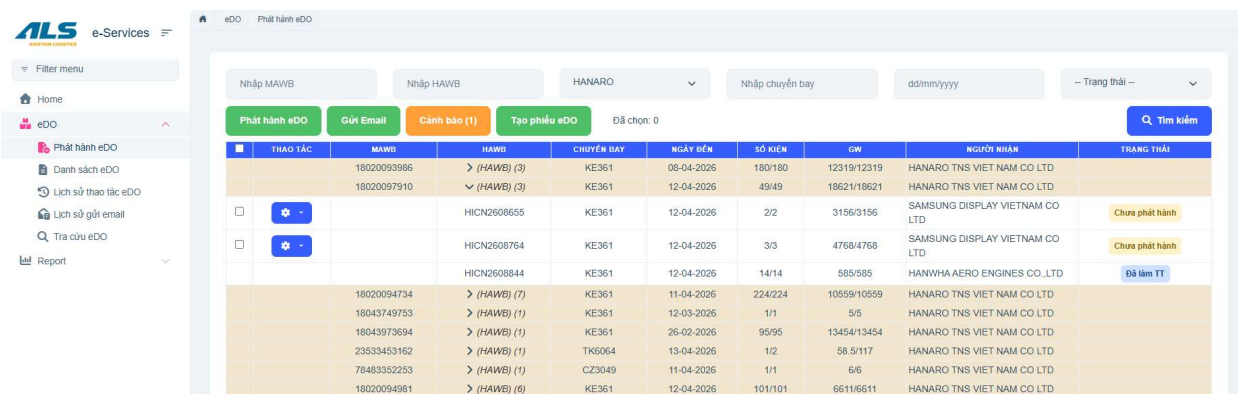 eDO Phát hành eDO
ALS e-Services
AVIATION LOGISTICS
Filter menu
Home
eDO
Phát hành eDO
Danh sách eDO
Lịch sử thao tác eDO
Lịch sử gửi email
Tra cứu eDO
Report
Nhập MAWB Nhập HAWB HANARO Nhập chuyến bay dd/mm/yyyy -- Trạng thái --
Phát hành eDO Gửi Email Cảnh báo (1) Tạo phiếu eDO Đã chọn: 0 Tìm kiếm
THAO TÁC MAWB HAWB CHUYẾN BAY NGÀY ĐẾN SỐ KIỆN GW NGƯỜI NHẬN TRẠNG THÁI
18020093986 (HAWB) (3) KE361 08-04-2026 180/180 12319/12319 HANARO TNS VIET NAM CO LTD
18020097910 (HAWB) (3) KE361 12-04-2026 49/49 18621/18621 HANARO TNS VIET NAM CO LTD
HICN2608655 KE361 12-04-2026 2/2 3156/3156 SAMSUNG DISPLAY VIETNAM CO LTD Chưa phát hành
HICN2608764 KE361 12-04-2026 3/3 4768/4768 SAMSUNG DISPLAY VIETNAM CO LTD Chưa phát hành
HICN2608844 KE361 12-04-2026 14/14 585/585 HANWHA AERO ENGINES CO.,LTD Đã làm TT
18020094734 (HAWB) (7) KE361 11-04-2026 224/224 10559/10559 HANARO TNS VIET NAM CO LTD
18043749753 (HAWB) (1) KE361 12-03-2026 1/1 5/5 HANARO TNS VIET NAM CO LTD
18043973694 (HAWB) (1) KE361 26-02-2026 95/95 13454/13454 HANARO TNS VIET NAM CO LTD
23533453162 (HAWB) (1) TK6064 13-04-2026 1/2 58.5/117 HANARO TNS VIET NAM CO LTD
78483352253 (HAWB) (1) CZ3049 11-04-2026 1/1 6/6 HANARO TNS VIET NAM CO LTD
18020094981 (HAWB) (6) KE361 12-04-2026 101/101 6611/6611 HANARO TNS VIET NAM CO LTD